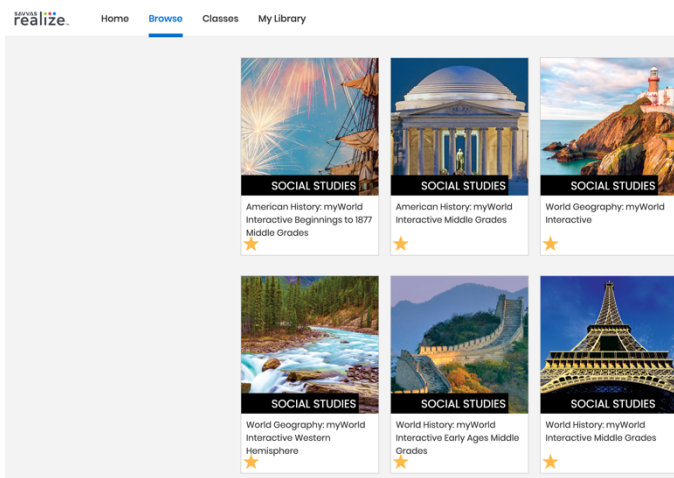 SAVVAS
realize™
Home Browse Classes My Library
SOCIAL STUDIES
American History: myWorld
Interactive Beginnings to 1877
Middle Grades
SOCIAL STUDIES
American History: myWorld
Interactive Middle Grades
SOCIAL STUDIES
World Geography: myWorld
Interactive
SOCIAL STUDIES
World Geography: myWorld
Interactive Western
Hemisphere
SOCIAL STUDIES
World History: myWorld
Interactive Early Ages Middle
Grades
SOCIAL STUDIES
World History: myWorld
Interactive Middle Grades